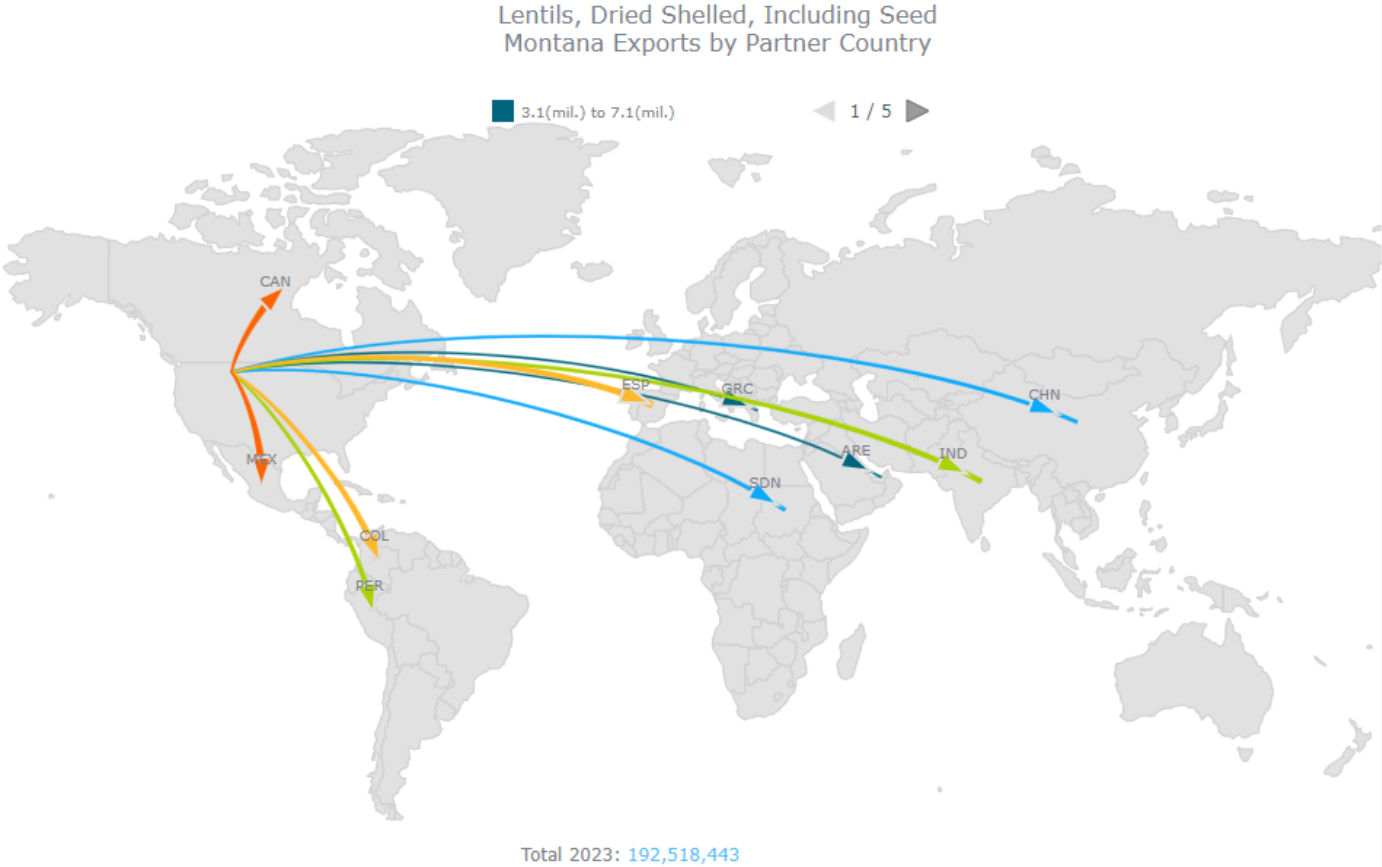 Lentils, Dried Shelled, Including Seed
Montana Exports by Partner Country
3.1(mil.) to 7.1(mil.) 1 / 5
CAN
ESP
GRC
CHN
MEX
ARE
IND
SDN
COL
PER
Total 2023: 192,518,443